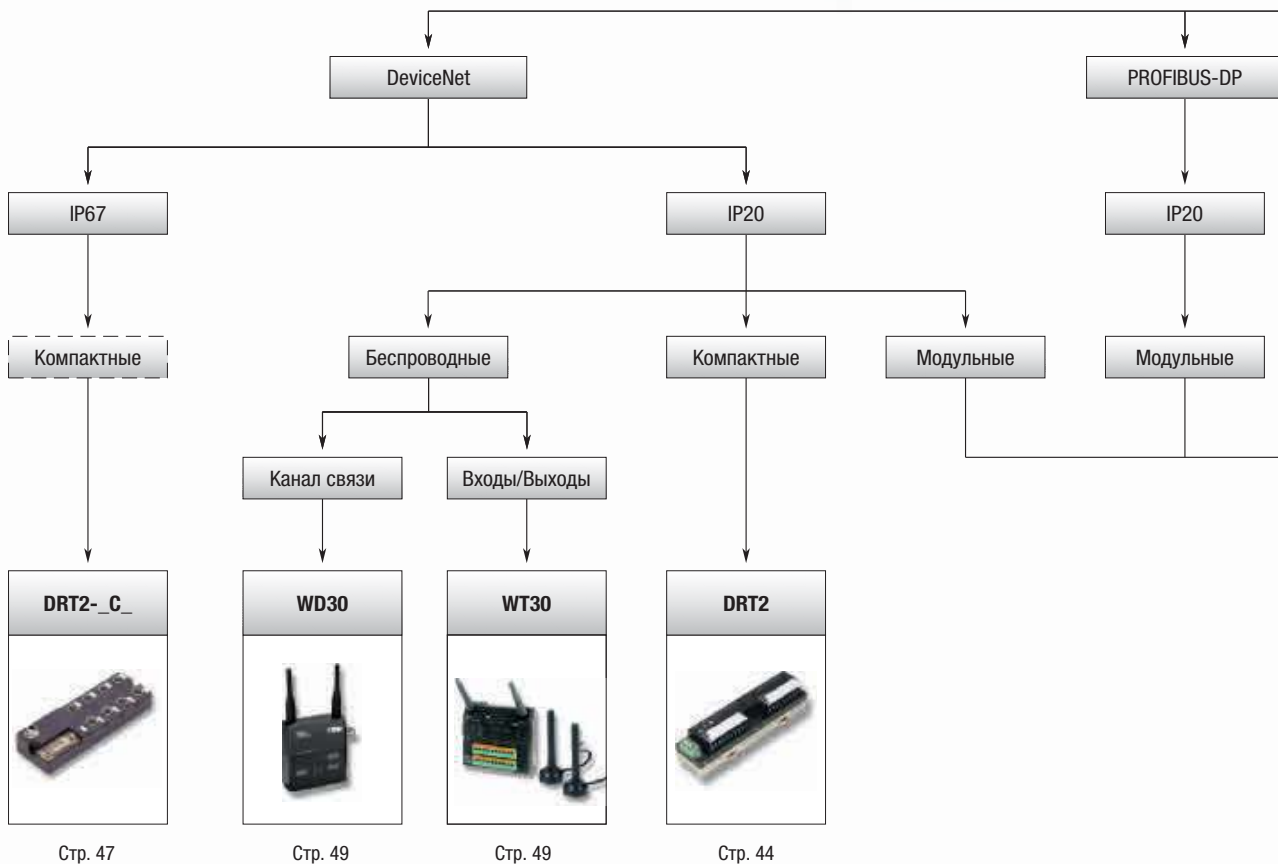 DeviceNet
PROFIBUS-DP
IP67
IP20
IP20
Компактные
Беспроводные
Компактные
Модульные
Модульные
Канал связи
Входы/Выходы
DRT2-_C_
WD30
WT30
DRT2
Стр. 47
Стр. 49
Стр. 49
Стр. 44